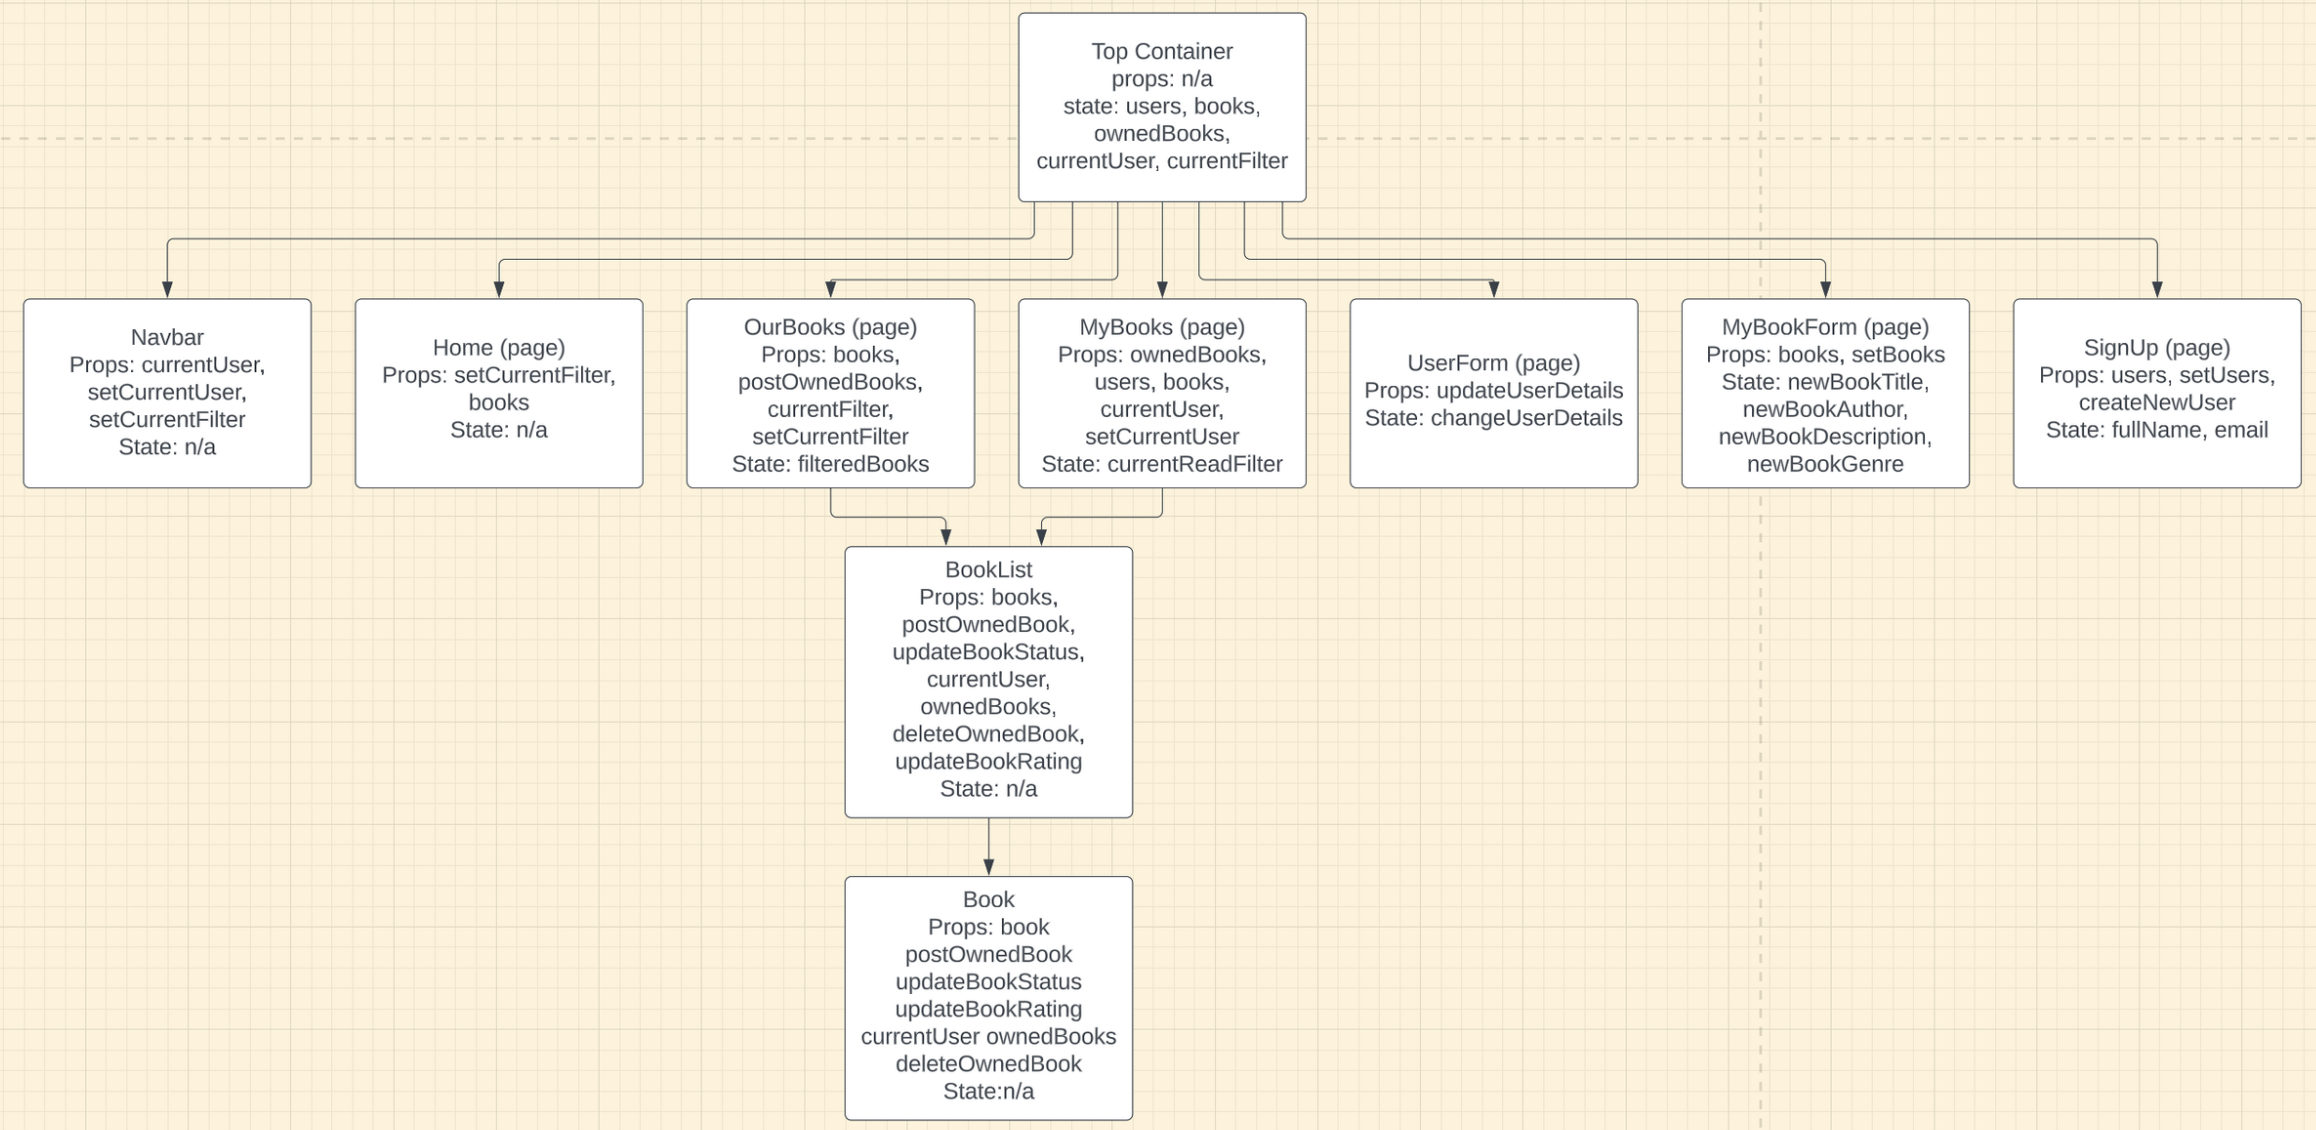 Top Container
props: n/a
state: users, books,
ownedBooks,
currentUser, currentFilter
Navbar
Props: currentUser,
setCurrentUser,
setCurrentFilter
State: n/a
Home (page)
Props: setCurrentFilter,
books
State: n/a
OurBooks (page)
Props: books,
postOwnedBooks,
currentFilter,
setCurrentFilter
State: filteredBooks
MyBooks (page)
Props: ownedBooks,
users, books,
currentUser,
setCurrentUser
State: currentReadFilter
UserForm (page)
Props: updateUserDetails
State: changeUserDetails
MyBookForm (page)
Props: books, setBooks
State: newBookTitle,
newBookAuthor,
newBookDescription,
newBookGenre
SignUp (page)
Props: users, setUsers,
createNewUser
State: fullName, email
BookList
Props: books,
postOwnedBook,
updateBookStatus,
currentUser,
ownedBooks,
deleteOwnedBook,
updateBookRating
State: n/a
Book
Props: book
postOwnedBook
updateBookStatus
updateBookRating
currentUser ownedBooks
deleteOwnedBook
State:n/a